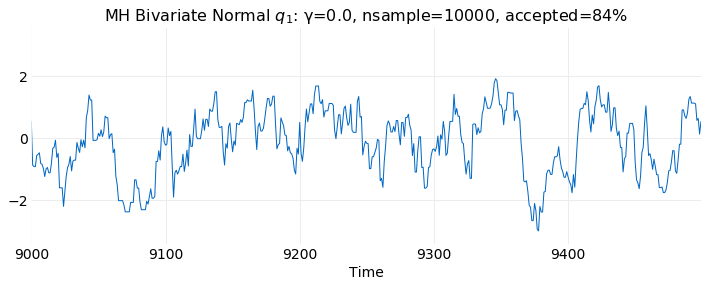 MH Bivariate Normal q₁: γ=0.0, nsample=10000, accepted=84%
2
0
−2
9000 9100 9200 9300 9400
Time